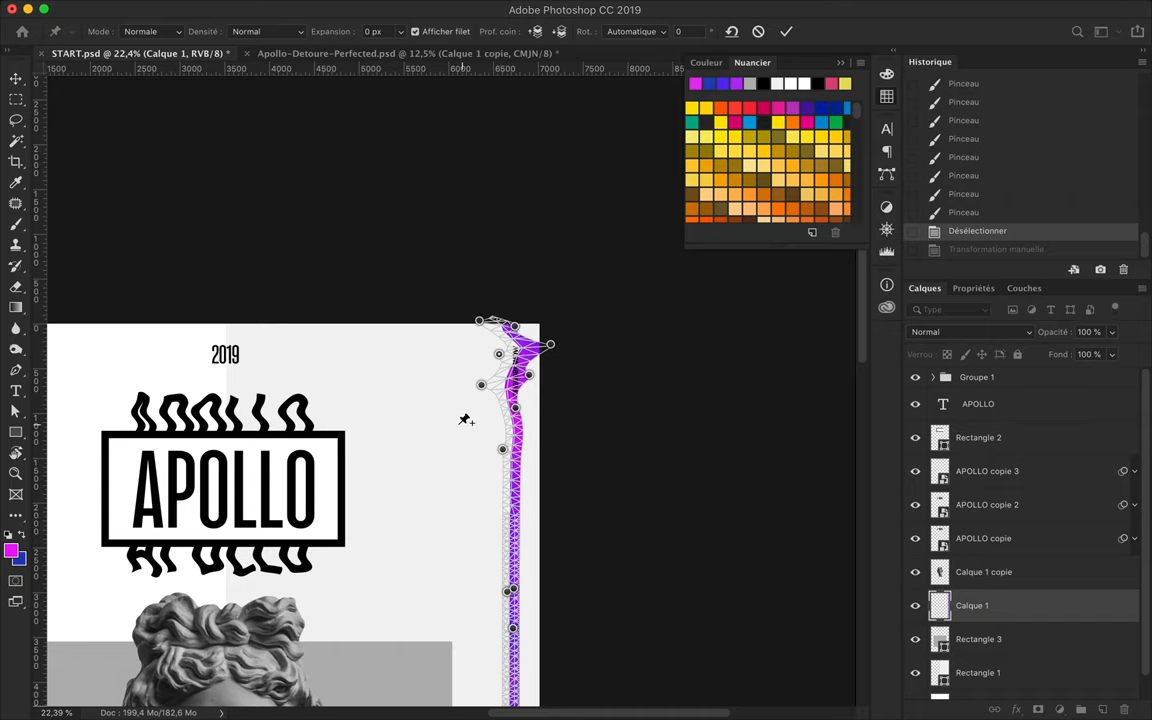 Adobe Photoshop CC 2019
Mode : Normale Densité : Normal Expansion : 0 px Afficher filet Prof. coin : Rot. : Automatique 0 °
START.psd @ 22,4% (Calque 1, RVB/8) * Apollo-Detoure-Perfected.psd @ 12,5% (Calque 1 copie, CMJN/8) *
1500 2000 2500 3000 3500 4000 4500 5000 5500 6000 6500 7000 7500 8000
Couleur Nuancier
Historique
Pinceau
Pinceau
Pinceau
Pinceau
Pinceau
Pinceau
Pinceau
Pinceau
Désélectionner
Transformation manuelle
Calques Propriétés Couches
Type
Normal Opacité : 100 %
Verrou : Fond : 100 %
Groupe 1
T APOLLO
Rectangle 2
APOLLO copie 3
APOLLO copie 2
APOLLO copie
Calque 1 copie
Calque 1
Rectangle 3
Rectangle 1
2019
APOLLO
APOLLO
APOLLO
22,39 % Doc : 199,4 Mo/182,6 Mo